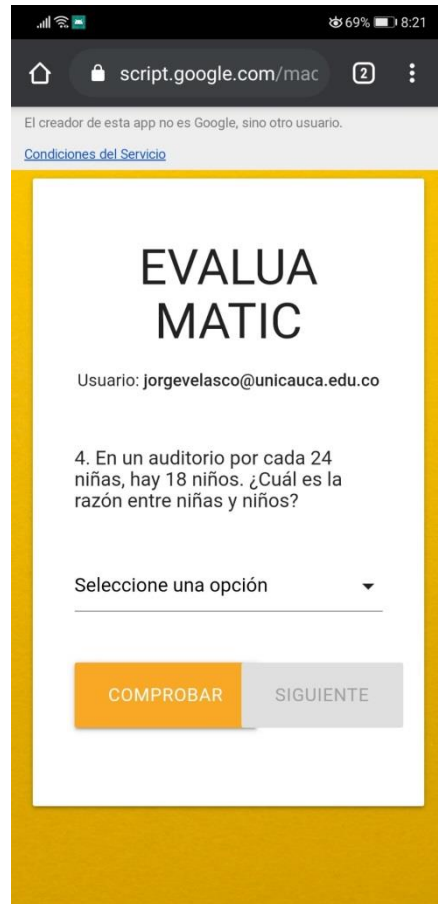 69% 8:21
script.google.com/mac 2
El creador de esta app no es Google, sino otro usuario.
Condiciones del Servicio
EVALUA
MATIC
Usuario: jorgevelasco@unicauca.edu.co
4. En un auditorio por cada 24
niñas, hay 18 niños. ¿Cuál es la
razón entre niñas y niños?
Seleccione una opción
COMPROBAR SIGUIENTE